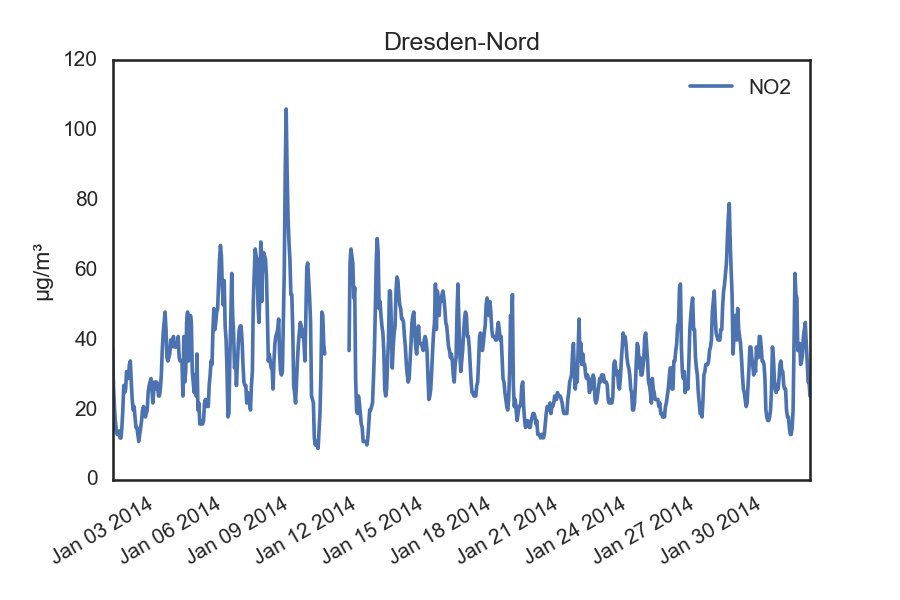 Dresden-Nord
120
100
80
60
40
20
0
µg/m³
NO2
Jan 03 2014
Jan 06 2014
Jan 09 2014
Jan 12 2014
Jan 15 2014
Jan 18 2014
Jan 21 2014
Jan 24 2014
Jan 27 2014
Jan 30 2014